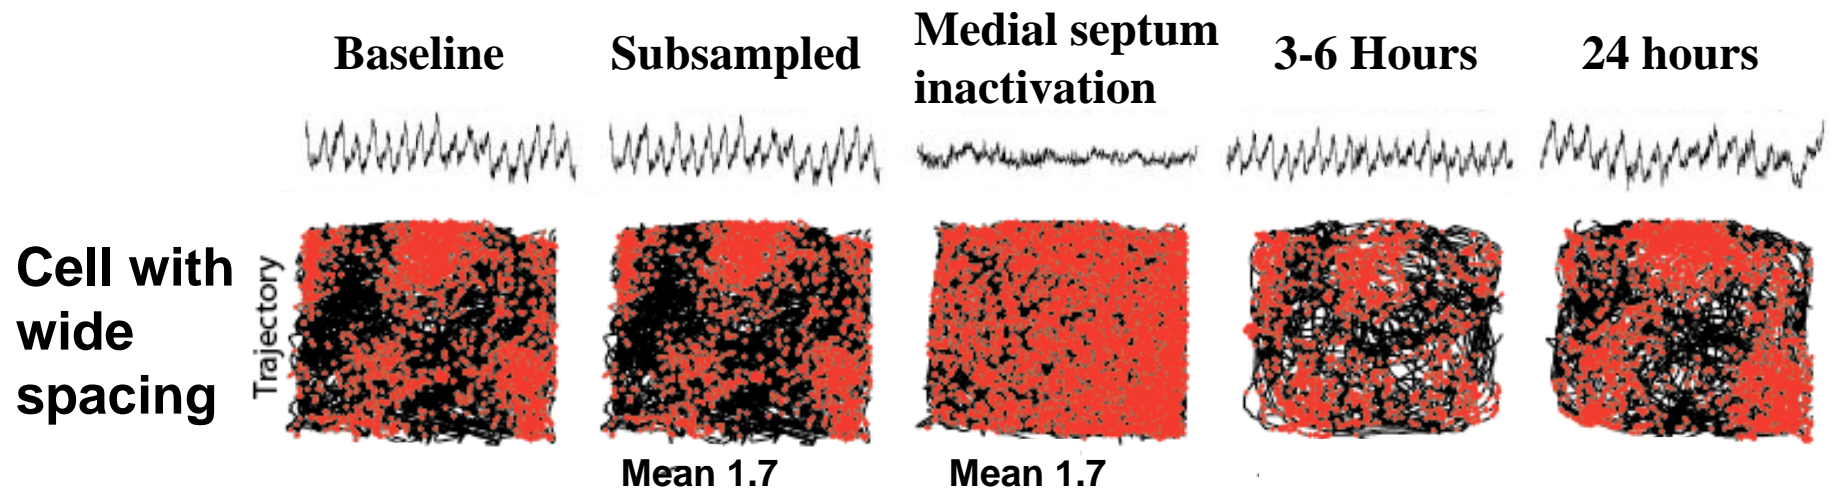 Baseline
Subsampled
Medial septum
inactivation
3-6 Hours
24 hours
Cell with
wide
spacing
Trajectory
Mean 1.7
Mean 1.7